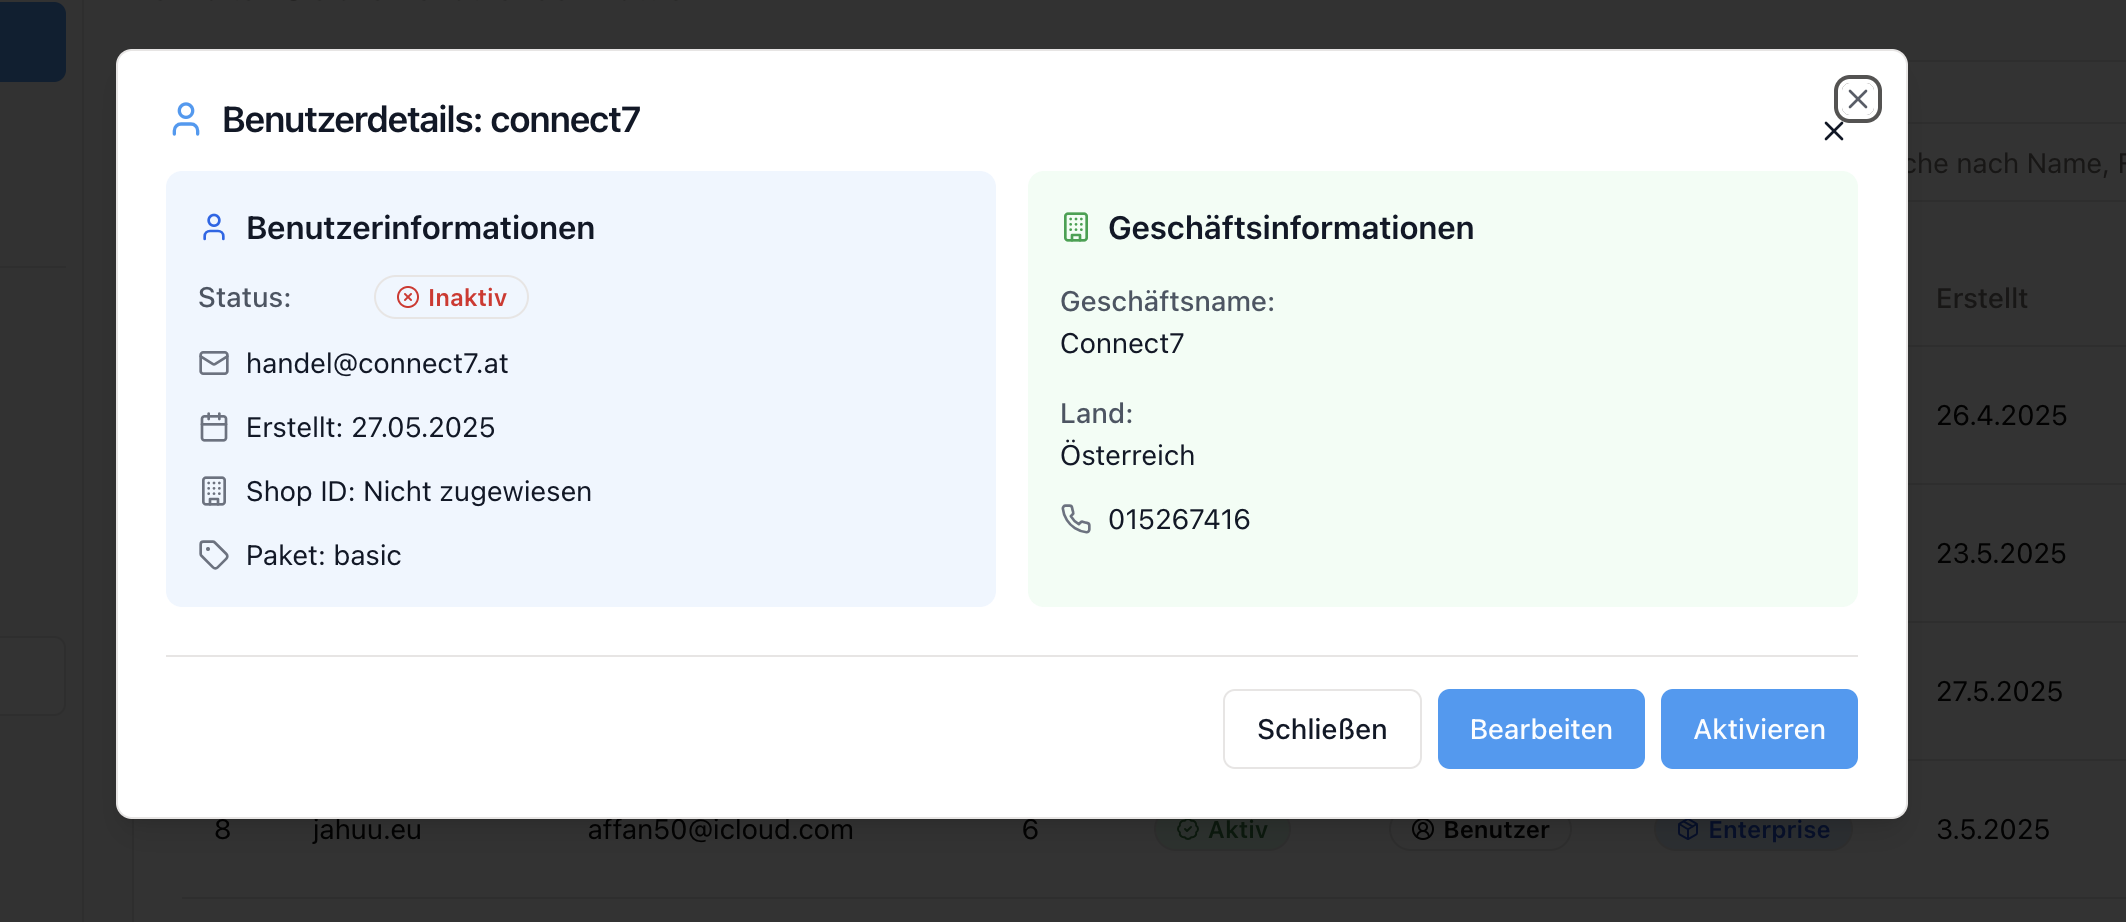 Benutzerdetails: connect7
Benutzerinformationen
Status: Inaktiv
handel@connect7.at
Erstellt: 27.05.2025
Shop ID: Nicht zugewiesen
Paket: basic
Geschäftsinformationen
Geschäftsname:
Connect7
Land:
Österreich
015267416
Schließen Bearbeiten Aktivieren
nach Name,
Erstellt
26.4.2025
23.5.2025
27.5.2025
8 jahuu.eu affan50@icloud.com 6 Aktiv Benutzer Enterprise 3.5.2025